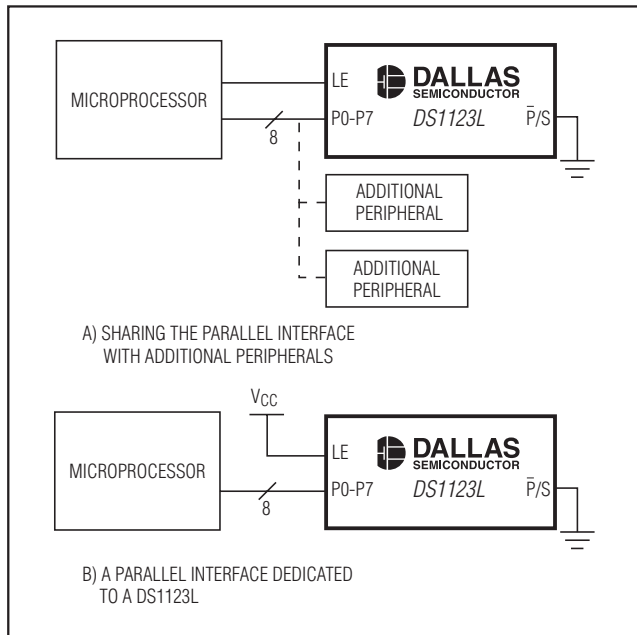 MICROPROCESSOR
LE
P0-P7
8
DALLAS
SEMICONDUCTOR
DS1123L
P̄/S
ADDITIONAL
PERIPHERAL
ADDITIONAL
PERIPHERAL
A) SHARING THE PARALLEL INTERFACE
WITH ADDITIONAL PERIPHERALS
VCC
MICROPROCESSOR
LE
P0-P7
8
DALLAS
SEMICONDUCTOR
DS1123L
P̄/S
B) A PARALLEL INTERFACE DEDICATED
TO A DS1123L